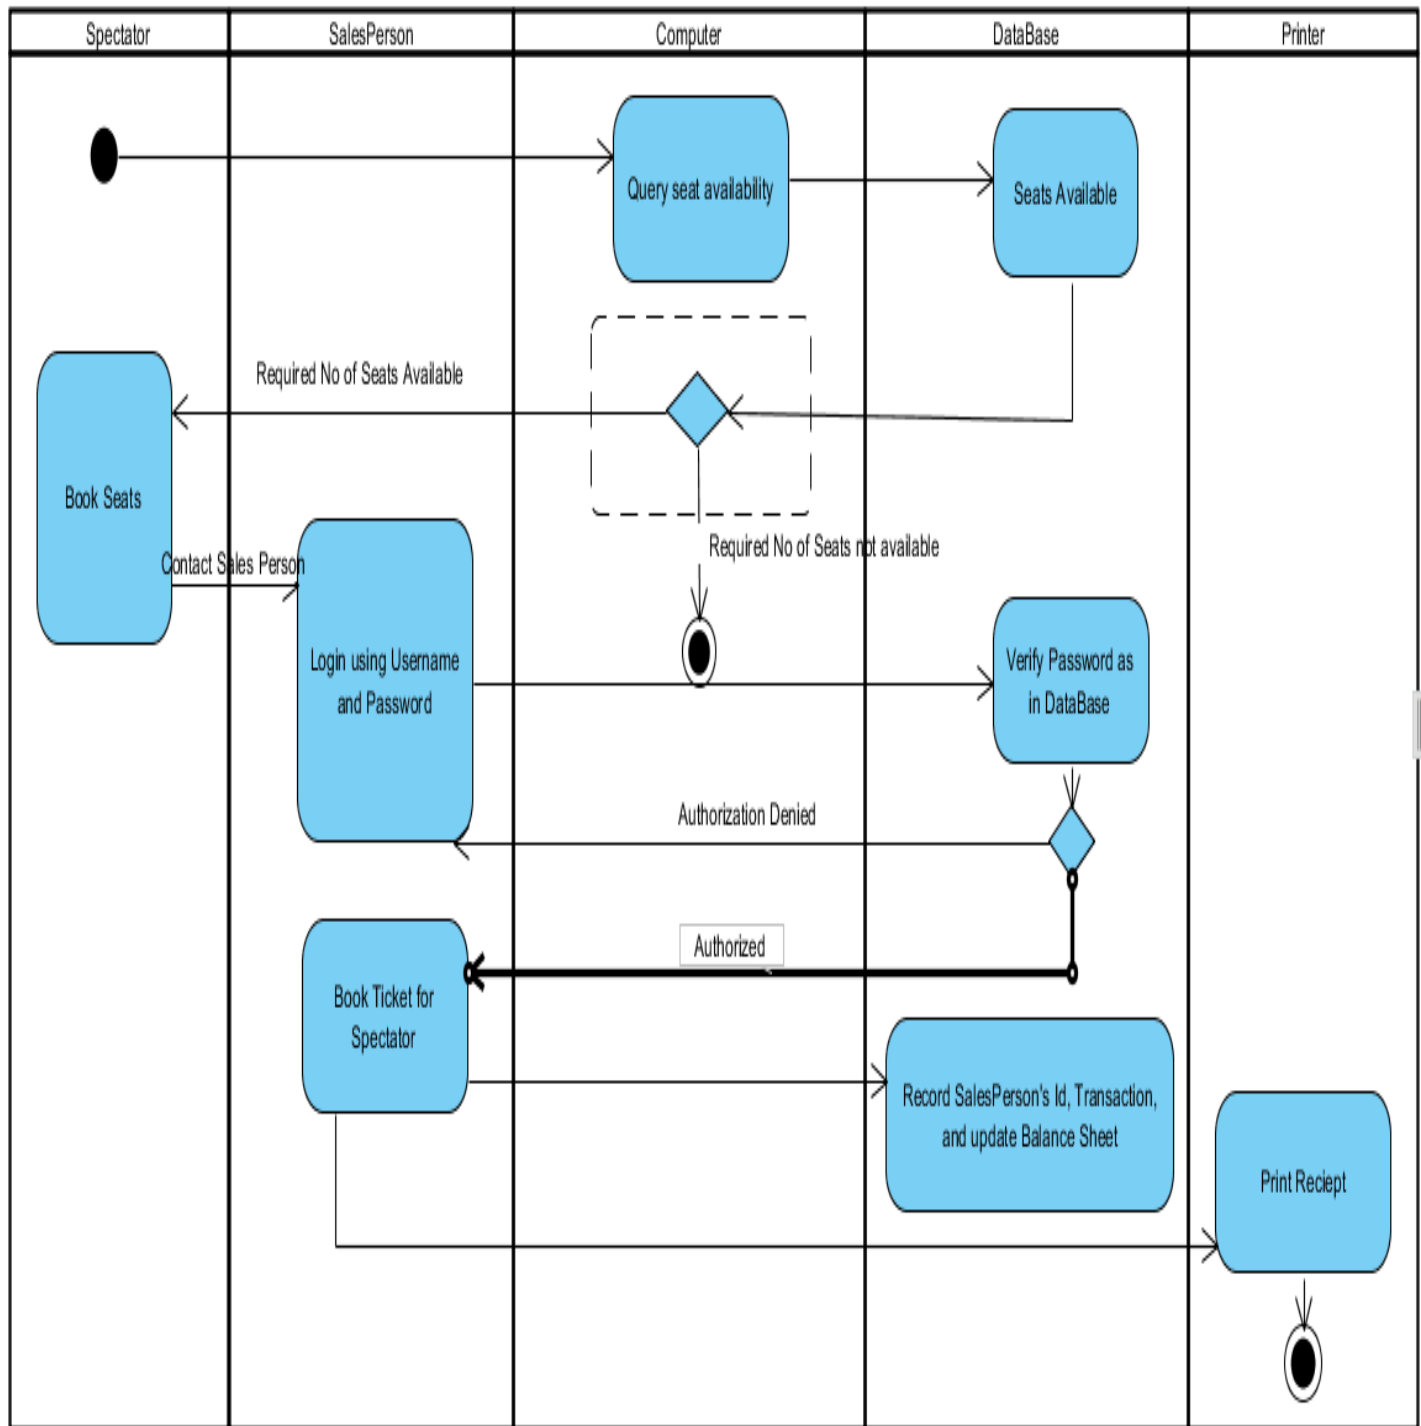 Spectator
SalesPerson
Computer
DataBase
Printer
Query seat availability
Seats Available
Required No of Seats Available
Book Seats
Contact Sales Person
Required No of Seats not available
Login using Username
and Password
Verify Password as
in DataBase
Authorization Denied
Authorized
Book Ticket for
Spectator
Record SalesPerson's Id, Transaction,
and update Balance Sheet
Print Reciept